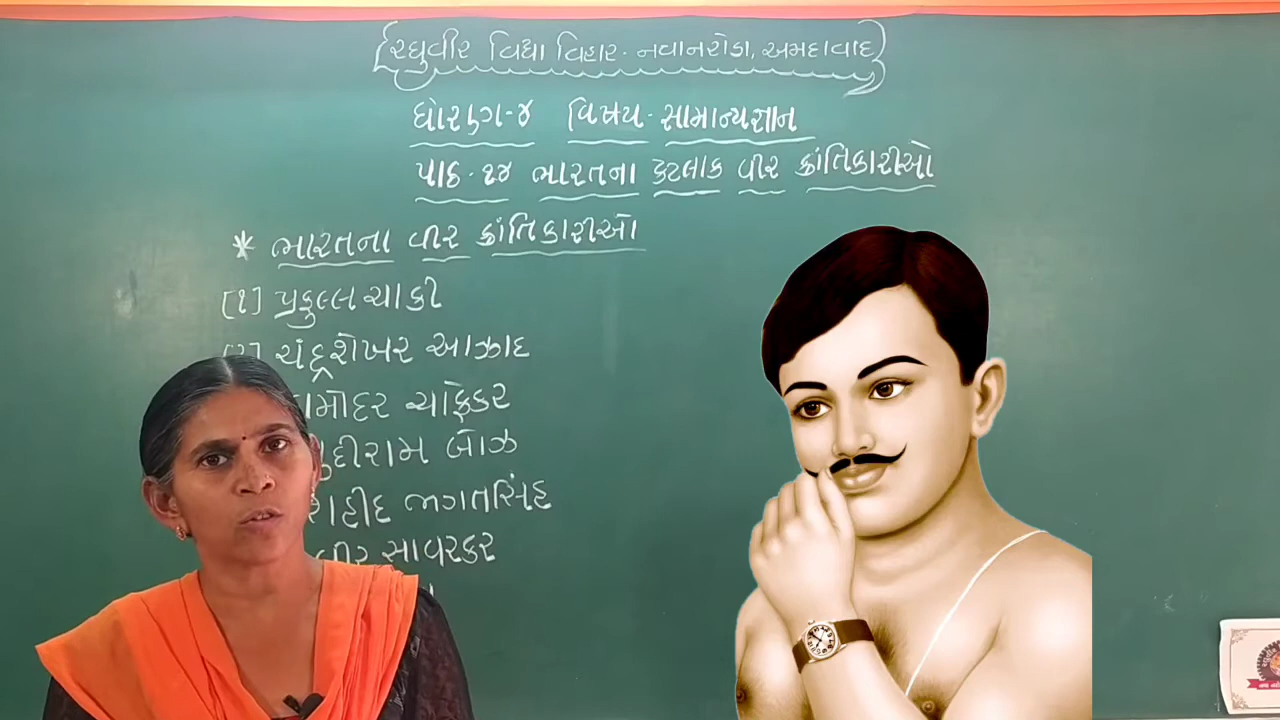 રઘુવીર વિદ્યા વિહાર. નવાનરોડા, અમદાવાદ
ધોરણ-૪ વિષય- સામાન્યજ્ઞાન
પાઠ-૨૪ ભારતના કેટલાક વીર ક્રાંતિકારીઓ
* ભારતના વીર ક્રાંતિકારીઓ
[૧] પ્રફુલ્લ ચાકી
ચંદ્રશેખર આઝાદ
ામોદર ચાફેકર
ુદીરામ બોઝ
શહીદ ભગતસિંહ
વીર સાવરકર